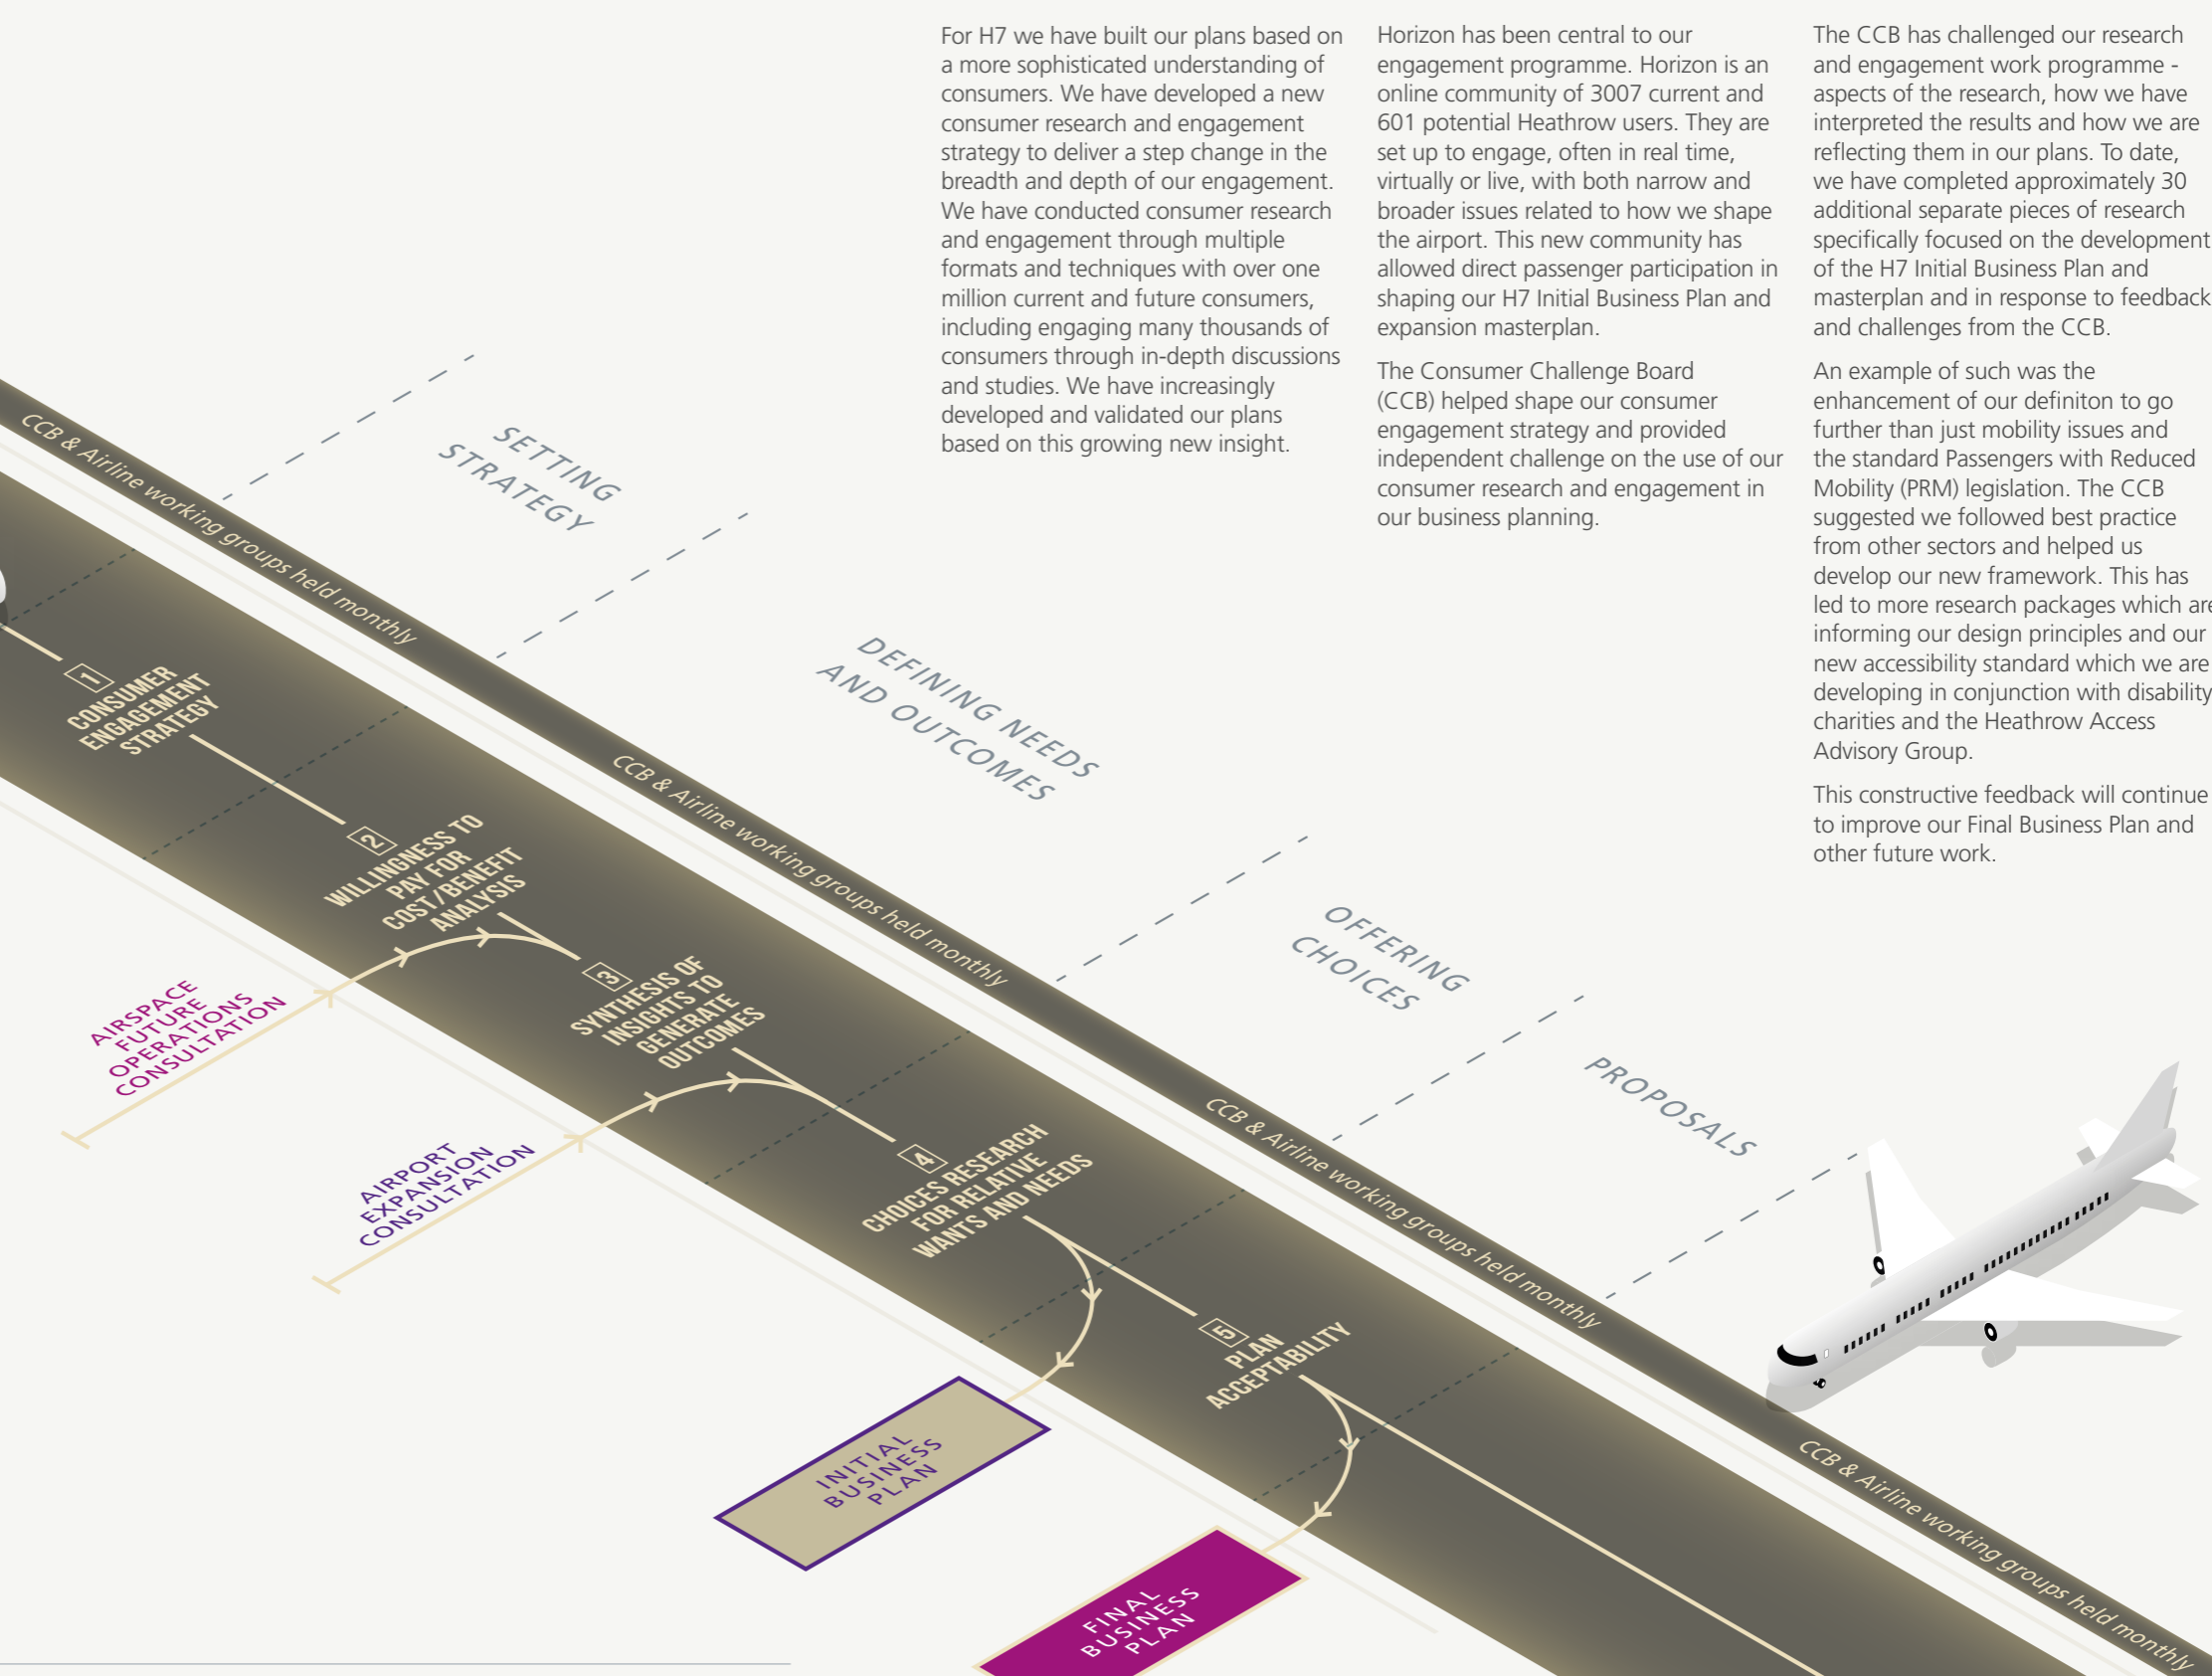 For H7 we have built our plans based on
a more sophisticated understanding of
consumers. We have developed a new
consumer research and engagement
strategy to deliver a step change in the
breadth and depth of our engagement.
We have conducted consumer research
and engagement through multiple
formats and techniques with over one
million current and future consumers,
including engaging many thousands of
consumers through in-depth discussions
and studies. We have increasingly
developed and validated our plans
based on this growing new insight.
Horizon has been central to our
engagement programme. Horizon is an
online community of 3007 current and
601 potential Heathrow users. They are
set up to engage, often in real time,
virtually or live, with both narrow and
broader issues related to how we shape
the airport. This new community has
allowed direct passenger participation in
shaping our H7 Initial Business Plan and
expansion masterplan.
The Consumer Challenge Board
(CCB) helped shape our consumer
engagement strategy and provided
independent challenge on the use of our
consumer research and engagement in
our business planning.
The CCB has challenged our research
and engagement work programme -
aspects of the research, how we have
interpreted the results and how we are
reflecting them in our plans. To date,
we have completed approximately 30
additional separate pieces of research
specifically focused on the development
of the H7 Initial Business Plan and
masterplan and in response to feedback
and challenges from the CCB.
An example of such was the
enhancement of our definiton to go
further than just mobility issues and
the standard Passengers with Reduced
Mobility (PRM) legislation. The CCB
suggested we followed best practice
from other sectors and helped us
develop our new framework. This has
led to more research packages which are
informing our design principles and our
new accessibility standard which we are
developing in conjunction with disability
charities and the Heathrow Access
Advisory Group.
This constructive feedback will continue
to improve our Final Business Plan and
other future work.
SETTING
STRATEGY
DEFINING NEEDS
AND OUTCOMES
OFFERING
CHOICES
PROPOSALS
CCB & Airline working groups held monthly
CCB & Airline working groups held monthly
CCB & Airline working groups held monthly
CCB & Airline working groups held monthly
1
CONSUMER
ENGAGEMENT
STRATEGY
2
WILLINGNESS TO
PAY FOR
COST/BENEFIT
ANALYSIS
3
SYNTHESIS OF
INSIGHTS TO
GENERATE
OUTCOMES
4
CHOICES RESEARCH
FOR RELATIVE
WANTS AND NEEDS
5
PLAN
ACCEPTABILITY
AIRSPACE
FUTURE
OPERATIONS
CONSULTATION
AIRPORT
EXPANSION
CONSULTATION
INITIAL
BUSINESS
PLAN
FINAL
BUSINESS
PLAN